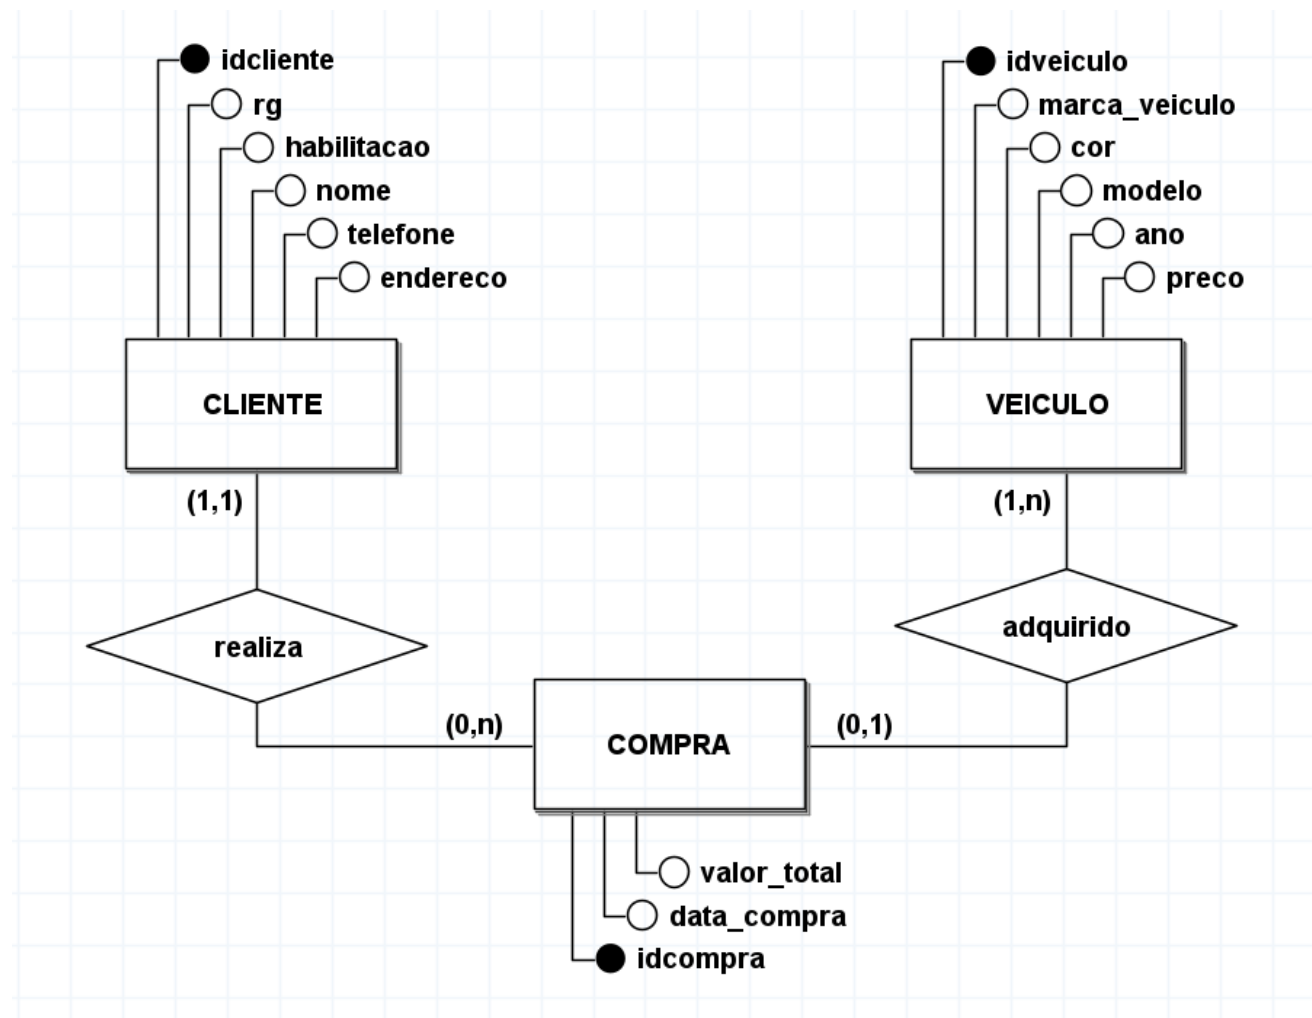 idcliente
rg
habilitacao
nome
telefone
endereco
CLIENTE
(1,1)
realiza
(0,n)
idveiculo
marca_veiculo
cor
modelo
ano
preco
VEICULO
(1,n)
adquirido
(0,1)
COMPRA
valor_total
data_compra
idcompra